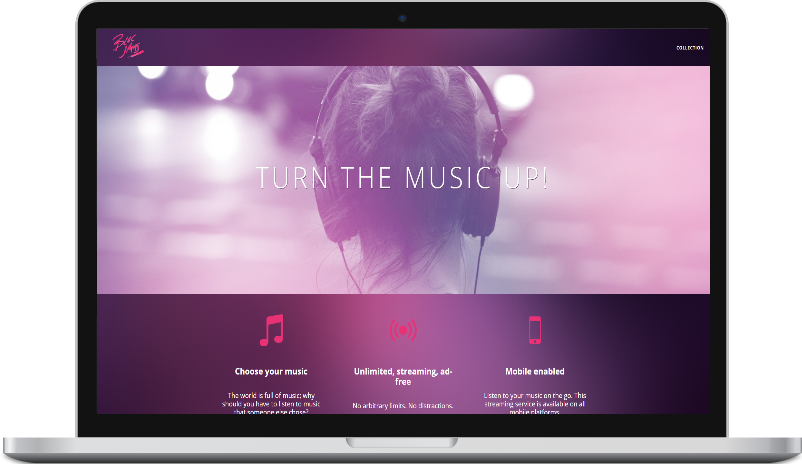 Bloc
Jams
COLLECTION
TURN THE MUSIC UP!
Choose your music
Unlimited, streaming, ad-
free
Mobile enabled
The world is full of music; why
should you have to listen to music
that someone else chose?
No arbitrary limits. No distractions.
Listen to your music on the go. This
streaming service is available on all
mobile platforms.